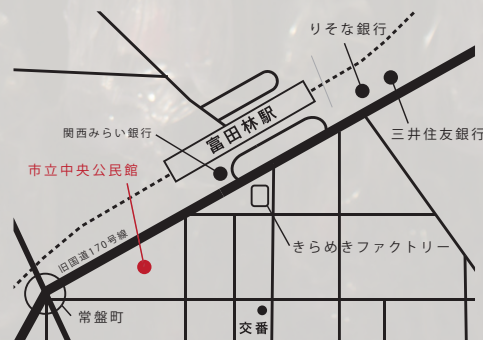 りそな銀行
三井住友銀行
富田林駅
関西みらい銀行
市立中央公民館
旧国道170号線
きらめきファクトリー
常盤町
交番